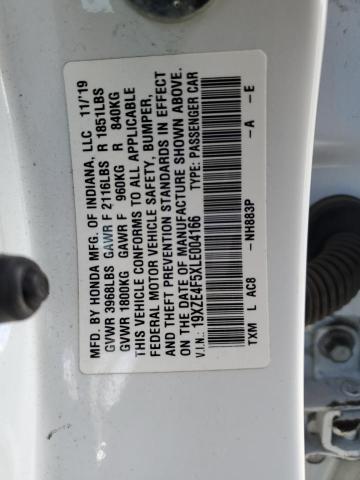 MFD. BY HONDA MFG. OF INDIANA, LLC 11/'19
GVWR 3968LBS GAWR F 2116LBS R 1851LBS
GVWR 1800KG GAWR F 960KG R 840KG
THIS VEHICLE CONFORMS TO ALL APPLICABLE
FEDERAL MOTOR VEHICLE SAFETY, BUMPER,
AND THEFT PREVENTION STANDARDS IN EFFECT
ON THE DATE OF MANUFACTURE SHOWN ABOVE.
V.I.N.: 19XZE4F5XLE004166 TYPE: PASSENGER CAR
TXM L AC8 -NH883P -A -E